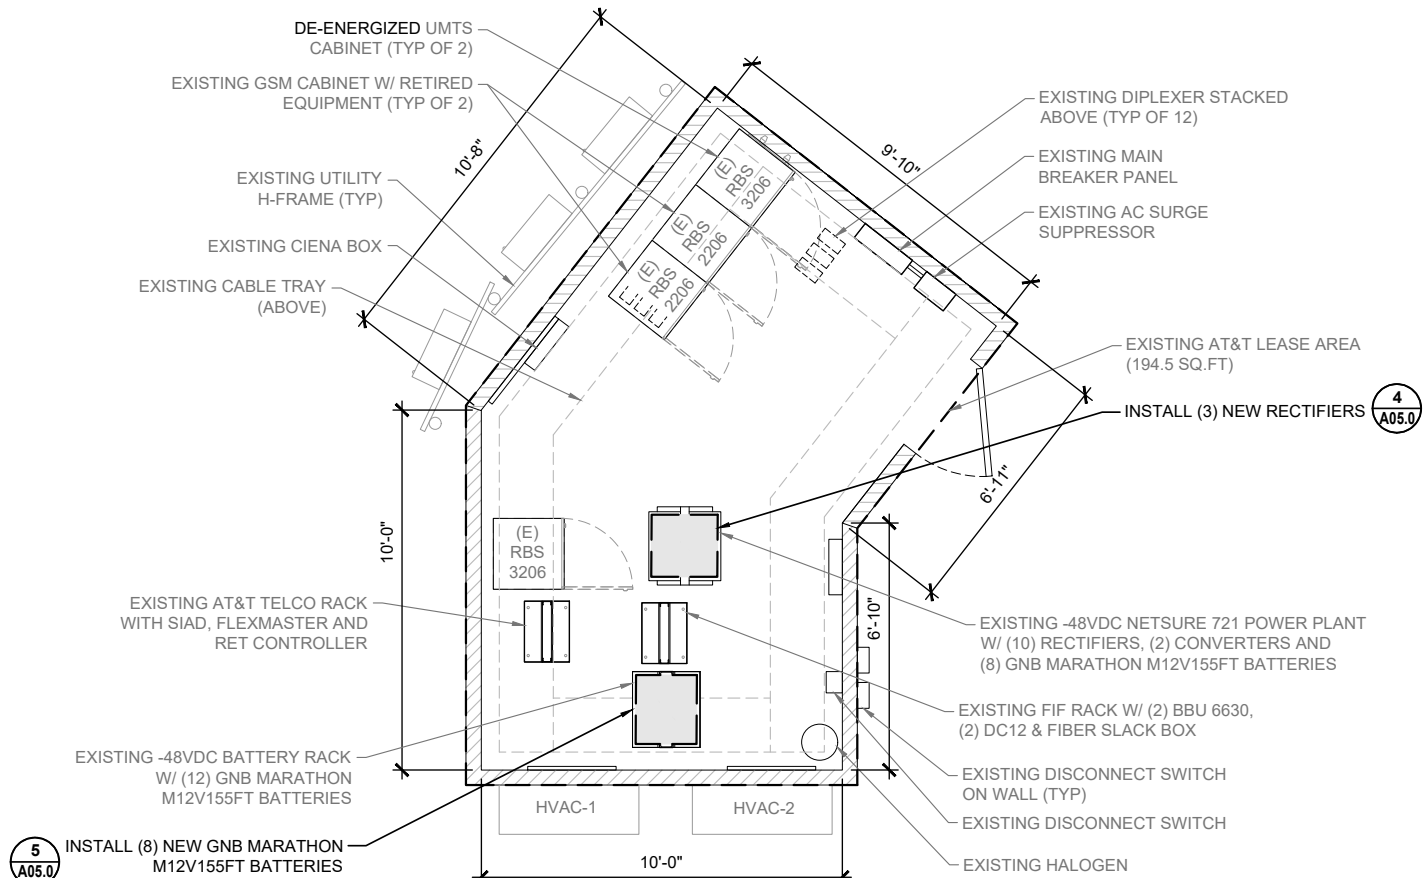 DE-ENERGIZED UMTS
CABINET (TYP OF 2)
EXISTING GSM CABINET W/ RETIRED
EQUIPMENT (TYP OF 2)
EXISTING UTILITY
H-FRAME (TYP)
EXISTING CIENA BOX
EXISTING CABLE TRAY
(ABOVE)
10'-8"
9'-10"
(E)
RBS
3206
(E)
RBS
2206
(E)
RBS
2206
EXISTING DIPLEXER STACKED
ABOVE (TYP OF 12)
EXISTING MAIN
BREAKER PANEL
EXISTING AC SURGE
SUPPRESSOR
EXISTING AT&T LEASE AREA
(194.5 SQ.FT)
INSTALL (3) NEW RECTIFIERS
4
A05.0
6'-11"
10'-0"
(E)
RBS
3206
6'-10"
EXISTING AT&T TELCO RACK
WITH SIAD, FLEXMASTER AND
RET CONTROLLER
EXISTING -48VDC NETSURE 721 POWER PLANT
W/ (10) RECTIFIERS, (2) CONVERTERS AND
(8) GNB MARATHON M12V155FT BATTERIES
EXISTING FIF RACK W/ (2) BBU 6630,
(2) DC12 & FIBER SLACK BOX
EXISTING -48VDC BATTERY RACK
W/ (12) GNB MARATHON
M12V155FT BATTERIES
EXISTING DISCONNECT SWITCH
ON WALL (TYP)
EXISTING DISCONNECT SWITCH
HVAC-1
HVAC-2
5
A05.0
INSTALL (8) NEW GNB MARATHON
M12V155FT BATTERIES
10'-0"
EXISTING HALOGEN